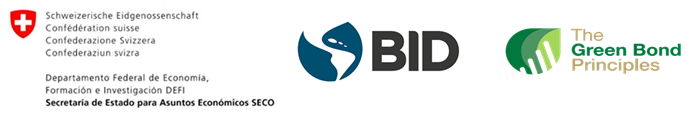 Schweizerische Eidgenossenschaft
Confédération suisse
Confederazione Svizzera
Confederaziun svizra
Departamento Federal de Economía,
Formación e Investigación DEFI
Secretaría de Estado para Asuntos Económicos SECO
BID
The
Green Bond
Principles